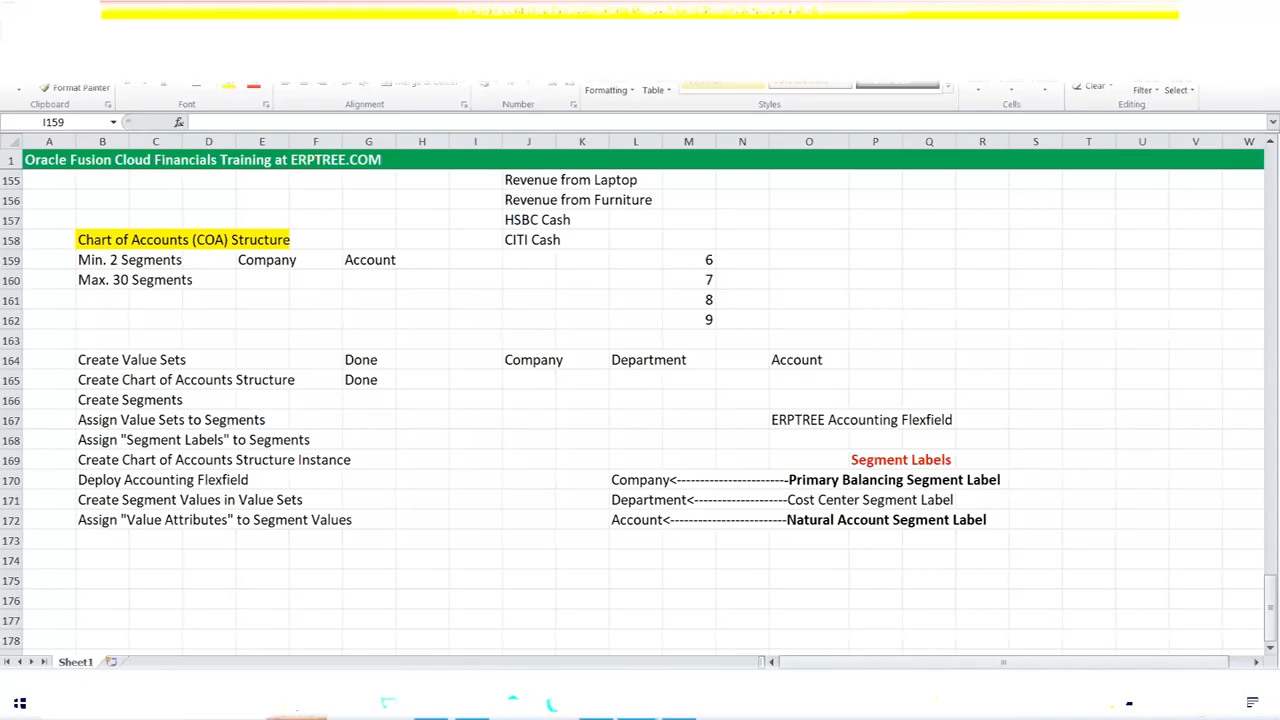 Format Painter
Merge & Center
Formatting
Table
Clear
Filter
Select
Clipboard
Font
Alignment
Number
Styles
Cells
Editing
I159
fx
A B C D E F G H I J K L M N O P Q R S T U V W
1 Oracle Fusion Cloud Financials Training at ERPTREE.COM
155 Revenue from Laptop
156 Revenue from Furniture
157 HSBC Cash
158 Chart of Accounts (COA) Structure CITI Cash
159 Min. 2 Segments Company Account 6
160 Max. 30 Segments 7
161 8
162 9
163
164 Create Value Sets Done Company Department Account
165 Create Chart of Accounts Structure Done
166 Create Segments
167 Assign Value Sets to Segments ERPTREE Accounting Flexfield
168 Assign "Segment Labels" to Segments
169 Create Chart of Accounts Structure Instance Segment Labels
170 Deploy Accounting Flexfield Company<------------------------Primary Balancing Segment Label
171 Create Segment Values in Value Sets Department<--------------------Cost Center Segment Label
172 Assign "Value Attributes" to Segment Values Account<-------------------------Natural Account Segment Label
173
174
175
176
177
178
Sheet1